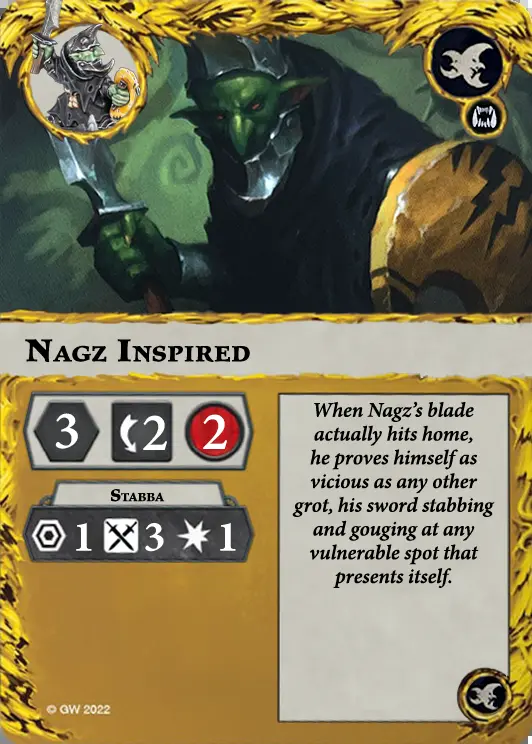 Nagz Inspired
3 2 2
Stabba
1 3 1
When Nagz's blade
actually hits home,
he proves himself as
vicious as any other
grot, his sword stabbing
and gouging at any
vulnerable spot that
presents itself.
© GW 2022